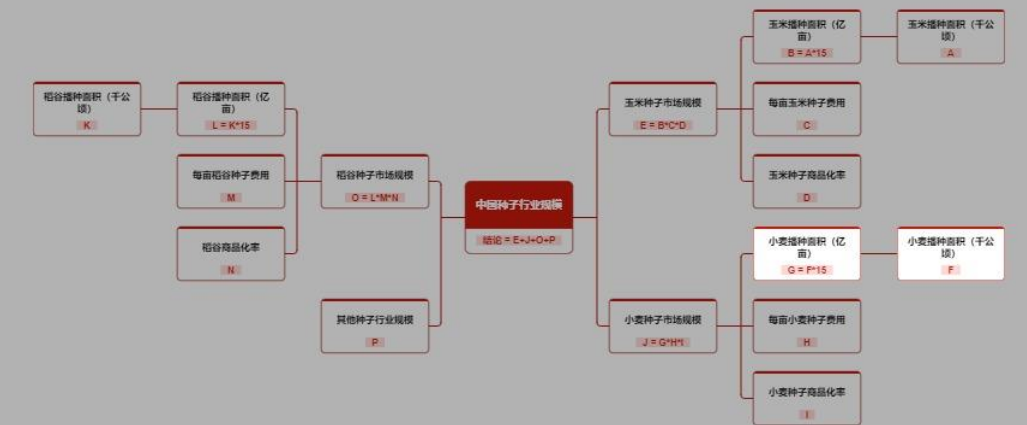 稻谷播种面积（千公
顷）
K
稻谷播种面积（亿
亩）
L = K*15
每亩稻谷种子费用
M
稻谷商品化率
N
稻谷种子市场规模
O = L*M*N
其他种子行业规模
P
中国种子行业规模
结论 = E+J+O+P
玉米种子市场规模
E = B*C*D
玉米播种面积（亿
亩）
B = A*15
玉米播种面积（千公
顷）
A
每亩玉米种子费用
C
玉米种子商品化率
D
小麦种子市场规模
J = G*H*I
小麦播种面积（亿
亩）
G = F*15
小麦播种面积（千公
顷）
F
每亩小麦种子费用
H
小麦种子商品化率
I